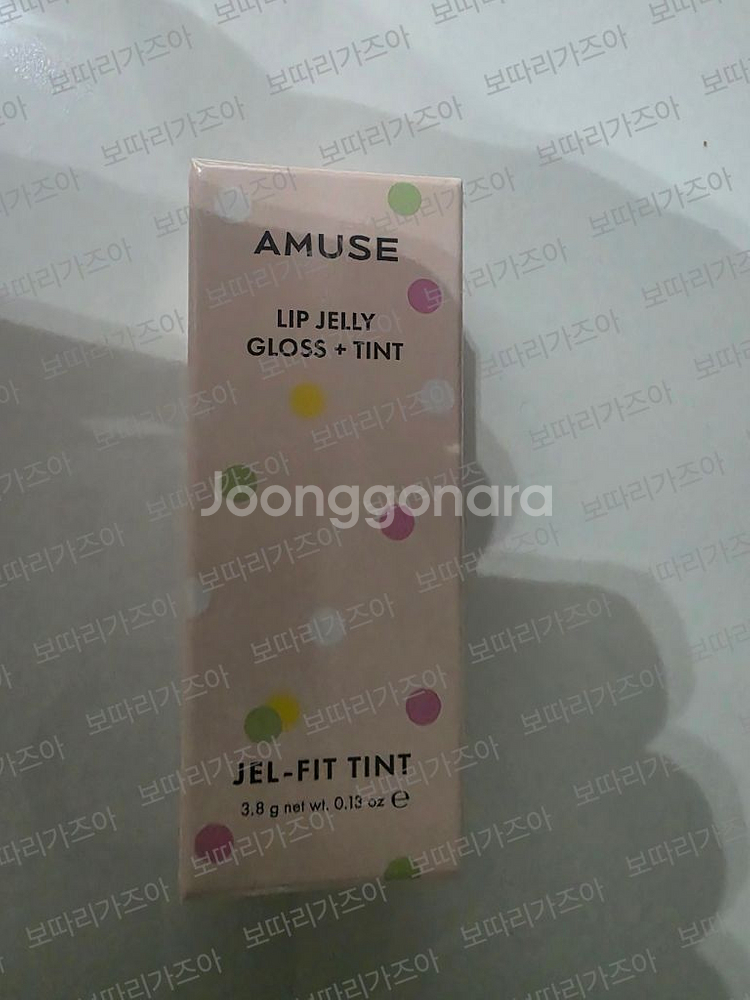 AMUSE
LIP JELLY
GLOSS + TINT
Joonggonara
JEL-FIT TINT
3.8 g net wt. 0.13 oz ℮
보따리가즈아